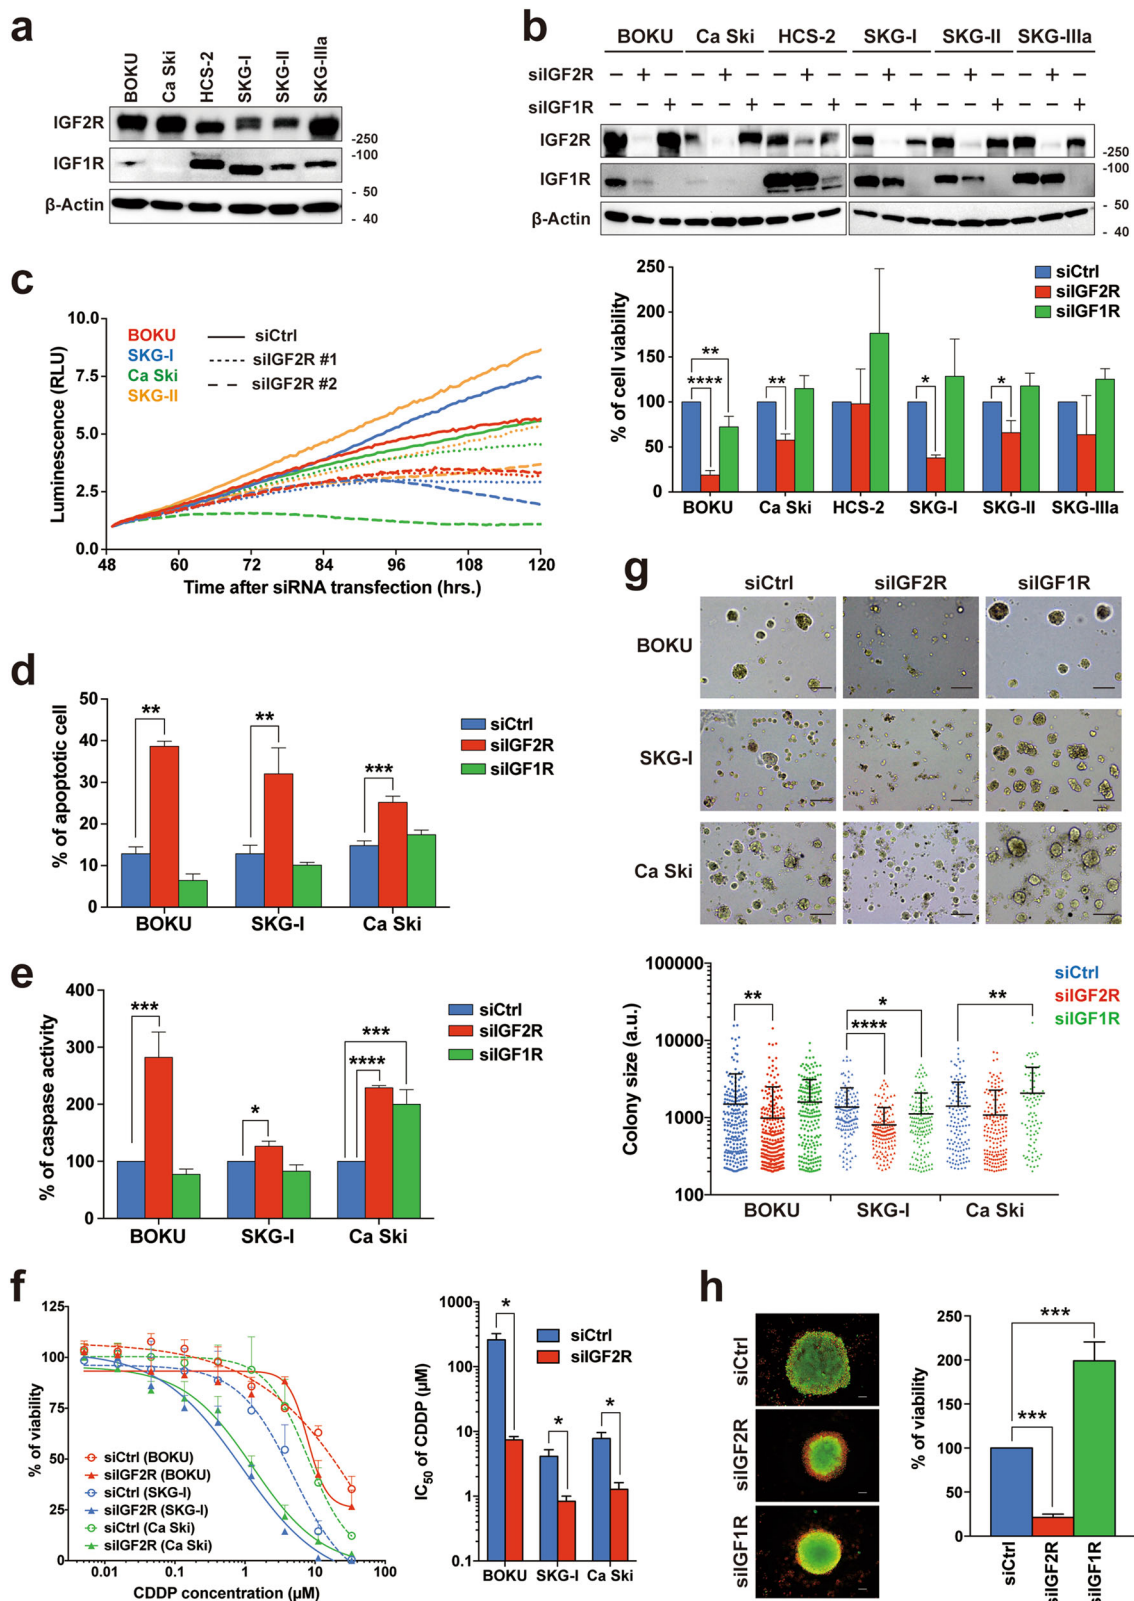 a
BOKU Ca Ski HCS-2 SKG-I SKG-II SKG-IIIa
IGF2R
-250
-100
IGF1R
- 50
β-Actin
- 40
b
BOKU Ca Ski HCS-2 SKG-I SKG-II SKG-IIIa
siIGF2R − + − − + − − + − − + − − + − − + −
siIGF1R − − + − − + − − + − − + − − + − − +
IGF2R
-250
-100
IGF1R
- 50
β-Actin
- 40
% of cell viability
250
200
150
100
50
0
siCtrl
siIGF2R
siIGF1R
**
****
**
*
*
BOKU Ca Ski HCS-2 SKG-I SKG-II SKG-IIIa
c
Luminescence (RLU)
10.0
7.5
5.0
2.5
0.0
BOKU
SKG-I
Ca Ski
SKG-II
siCtrl
siIGF2R #1
siIGF2R #2
48 60 72 84 96 108 120
Time after siRNA transfection (hrs.)
d
% of apoptotic cell
50
40
30
20
10
0
**
**
***
siCtrl
siIGF2R
siIGF1R
BOKU SKG-I Ca Ski
e
% of caspase activity
400
300
200
100
0
***
*
***
****
siCtrl
siIGF2R
siIGF1R
BOKU SKG-I Ca Ski
f
% of viability
125
100
75
50
25
0
siCtrl (BOKU)
siIGF2R (BOKU)
siCtrl (SKG-I)
siIGF2R (SKG-I)
siCtrl (Ca Ski)
siIGF2R (Ca Ski)
0.01 0.1 1 10 100
CDDP concentration (µM)
IC50 of CDDP (µM)
1000
100
10
1
0.1
*
*
*
siCtrl
siIGF2R
BOKU SKG-I Ca Ski
g
siCtrl siIGF2R siIGF1R
BOKU
SKG-I
Ca Ski
Colony size (a.u.)
100000
10000
1000
100
**
*
****
**
siCtrl
siIGF2R
siIGF1R
BOKU SKG-I Ca Ski
h
siCtrl
siIGF2R
siIGF1R
% of viability
250
200
150
100
50
0
***
***
siCtrl siIGF2R siIGF1R